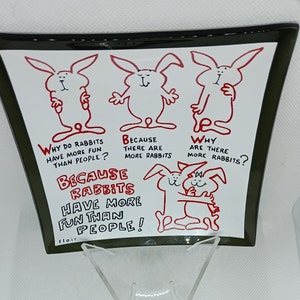 WHY DO RABBITS
HAVE MORE FUN
THAN PEOPLE?
BECAUSE
THERE ARE
MORE RABBITS
WHY
ARE THERE
MORE RABBITS?
BECAUSE
RABBITS
HAVE MORE
FUN THAN
PEOPLE!
Blair